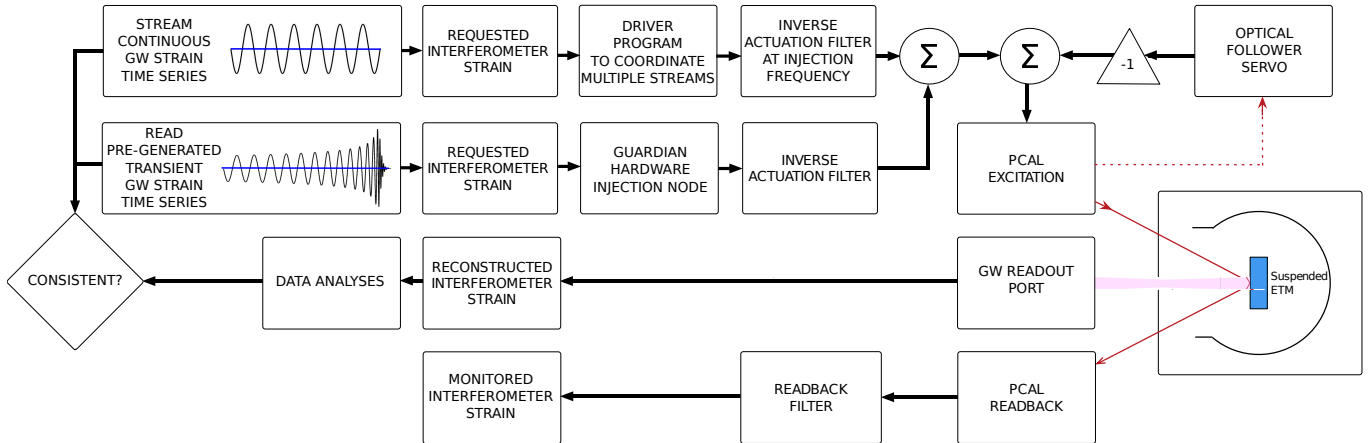 STREAM
CONTINUOUS
GW STRAIN
TIME SERIES
REQUESTED
INTERFEROMETER
STRAIN
DRIVER
PROGRAM
TO COORDINATE
MULTIPLE STREAMS
INVERSE
ACTUATION FILTER
AT INJECTION
FREQUENCY
Σ
Σ
-1
OPTICAL
FOLLOWER
SERVO
READ
PRE-GENERATED
TRANSIENT
GW STRAIN
TIME SERIES
REQUESTED
INTERFEROMETER
STRAIN
GUARDIAN
HARDWARE
INJECTION NODE
INVERSE
ACTUATION FILTER
PCAL
EXCITATION
CONSISTENT?
DATA ANALYSES
RECONSTRUCTED
INTERFEROMETER
STRAIN
GW READOUT
PORT
Suspended
ETM
MONITORED
INTERFEROMETER
STRAIN
READBACK
FILTER
PCAL
READBACK